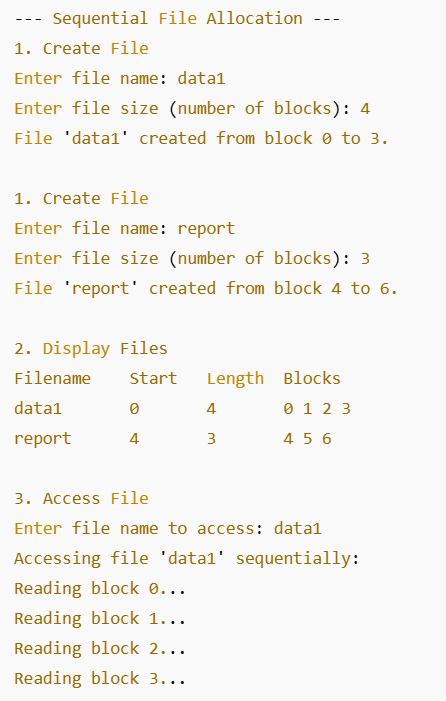 --- Sequential File Allocation ---
1. Create File
Enter file name: data1
Enter file size (number of blocks): 4
File 'data1' created from block 0 to 3.
1. Create File
Enter file name: report
Enter file size (number of blocks): 3
File 'report' created from block 4 to 6.
2. Display Files
Filename    Start   Length  Blocks
data1       0       4       0 1 2 3
report      4       3       4 5 6
3. Access File
Enter file name to access: data1
Accessing file 'data1' sequentially:
Reading block 0...
Reading block 1...
Reading block 2...
Reading block 3...